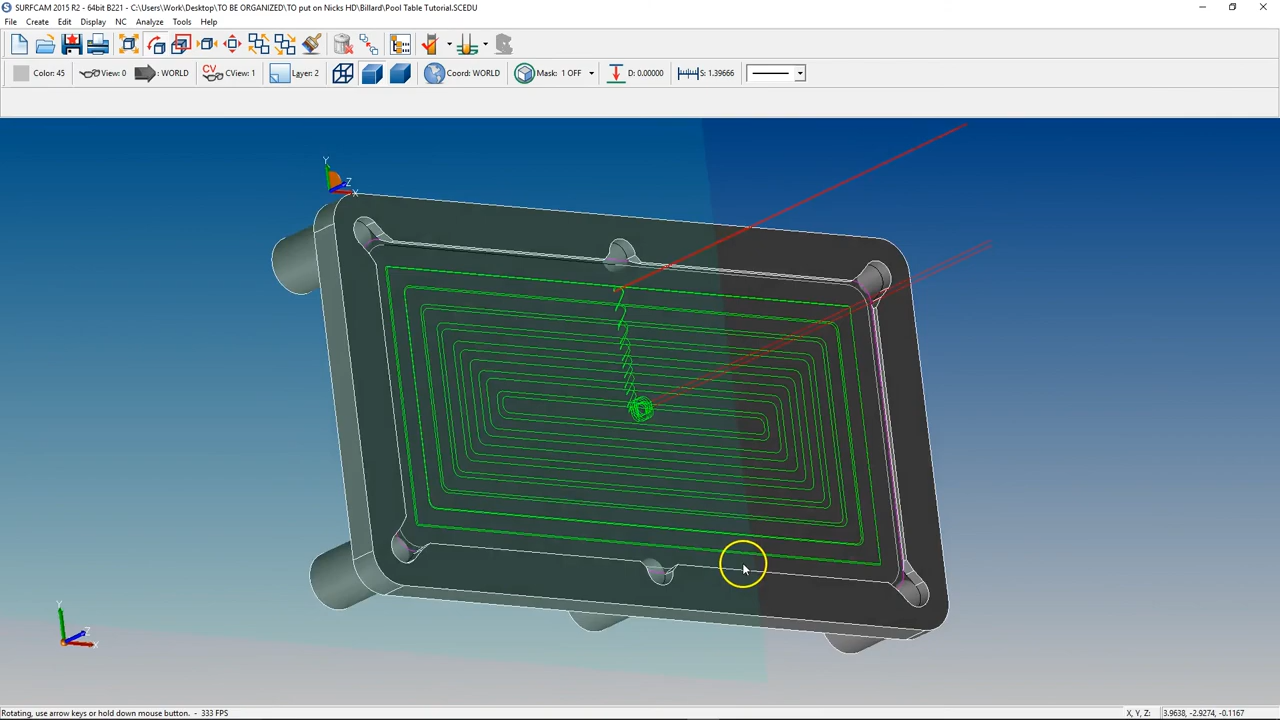 SURFCAM 2015 R2 - 64bit B221 - C:\Users\Work\Desktop\TO BE ORGANIZED\TO put on Nicks HD\Billard\Pool Table Tutorial.SCEDU
File Create Edit Display NC Analyze Tools Help
Color: 45 View: 0 : WORLD CView: 1 Layer: 2 Coord: WORLD Mask: 1 OFF D: 0.00000 S: 1.39666
Y
Z
X
Y
Z
X
Rotating, use arrow keys or hold down mouse button. - 333 FPS X, Y, Z: 3.9638, -2.9274, -0.1167